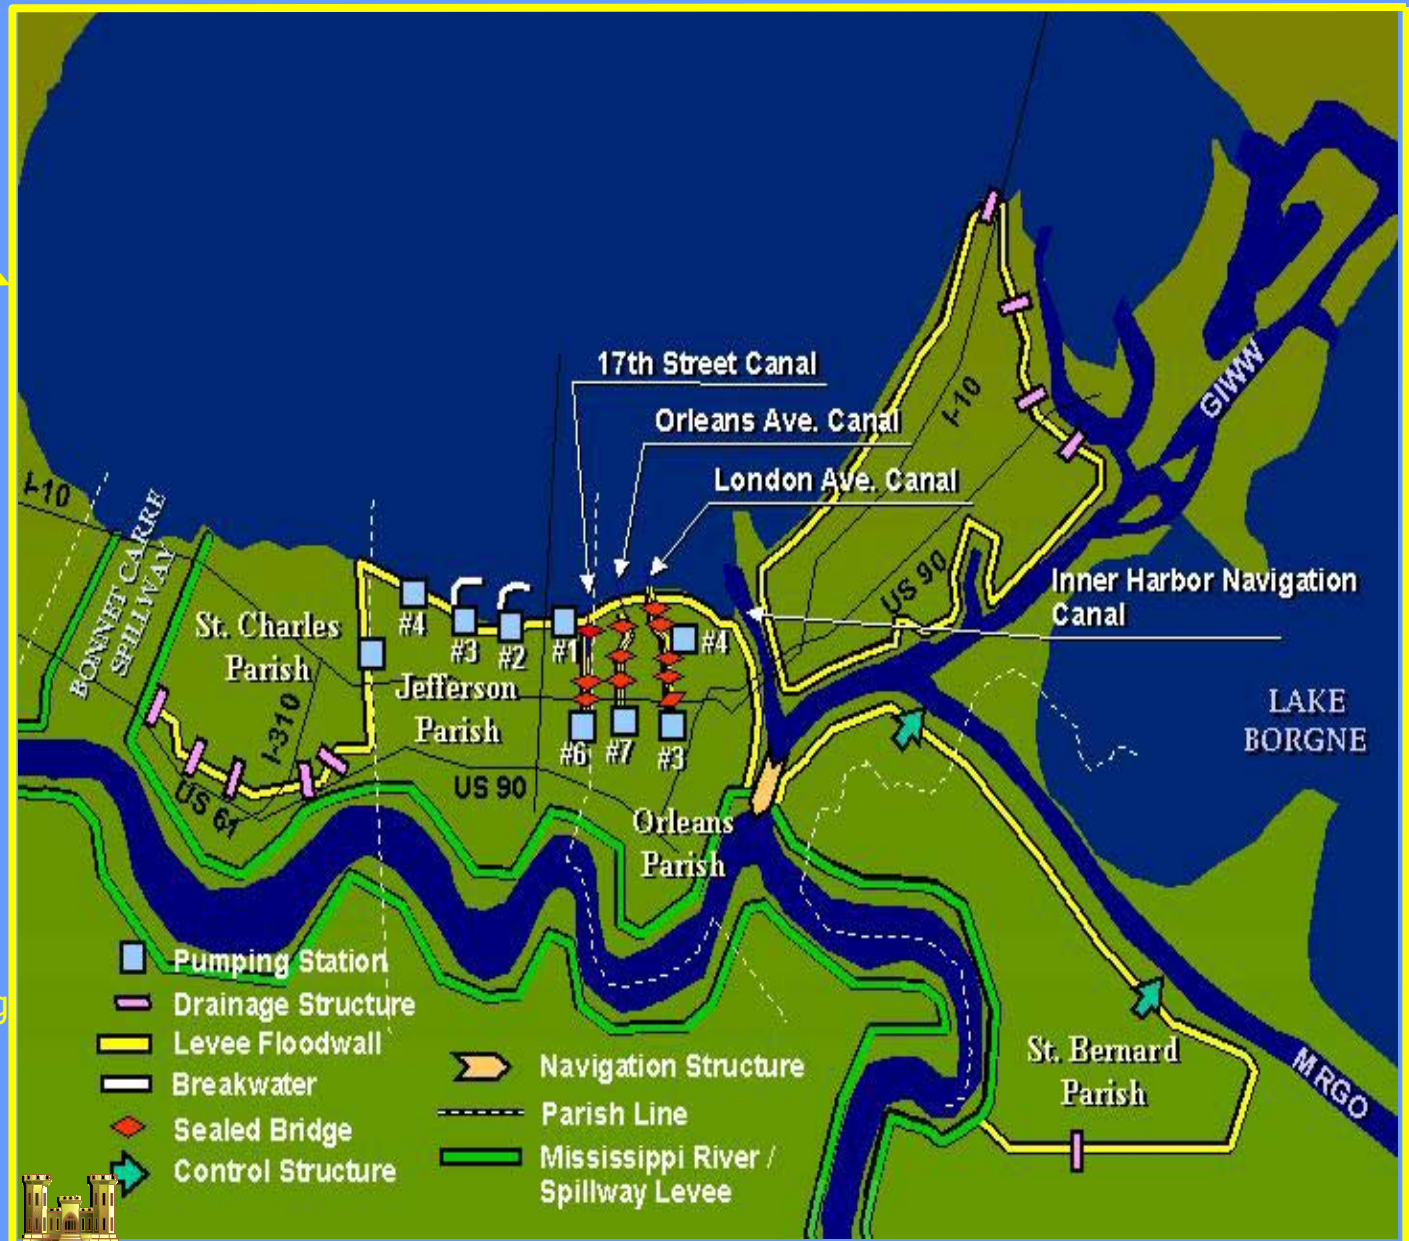 17th Street Canal
Orleans Ave. Canal
London Ave. Canal
I-10
GIWW
I-10
BONNET CARRE
SPILLWAY
US 90
Inner Harbor Navigation
Canal
St. Charles
Parish
#4
#3
#2
#1
#4
Jefferson
Parish
I-310
#6
#7
#3
LAKE
BORGNE
US 61
US 90
Orleans
Parish
Pumping Station
Drainage Structure
Levee Floodwall
Breakwater
Sealed Bridge
Control Structure
Navigation Structure
Parish Line
Mississippi River /
Spillway Levee
St. Bernard
Parish
MRGO